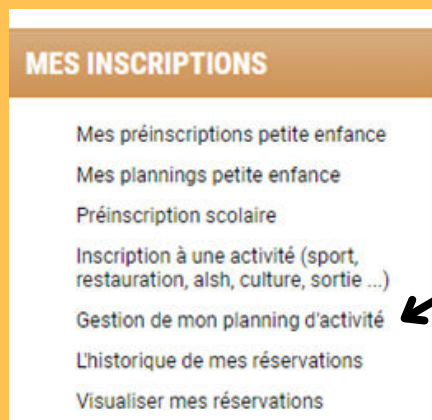 MES INSCRIPTIONS
Mes préinscriptions petite enfance
Mes plannings petite enfance
Préinscription scolaire
Inscription à une activité (sport,
restauration, alsh, culture, sortie ...)
Gestion de mon planning d'activité
L'historique de mes réservations
Visualiser mes réservations